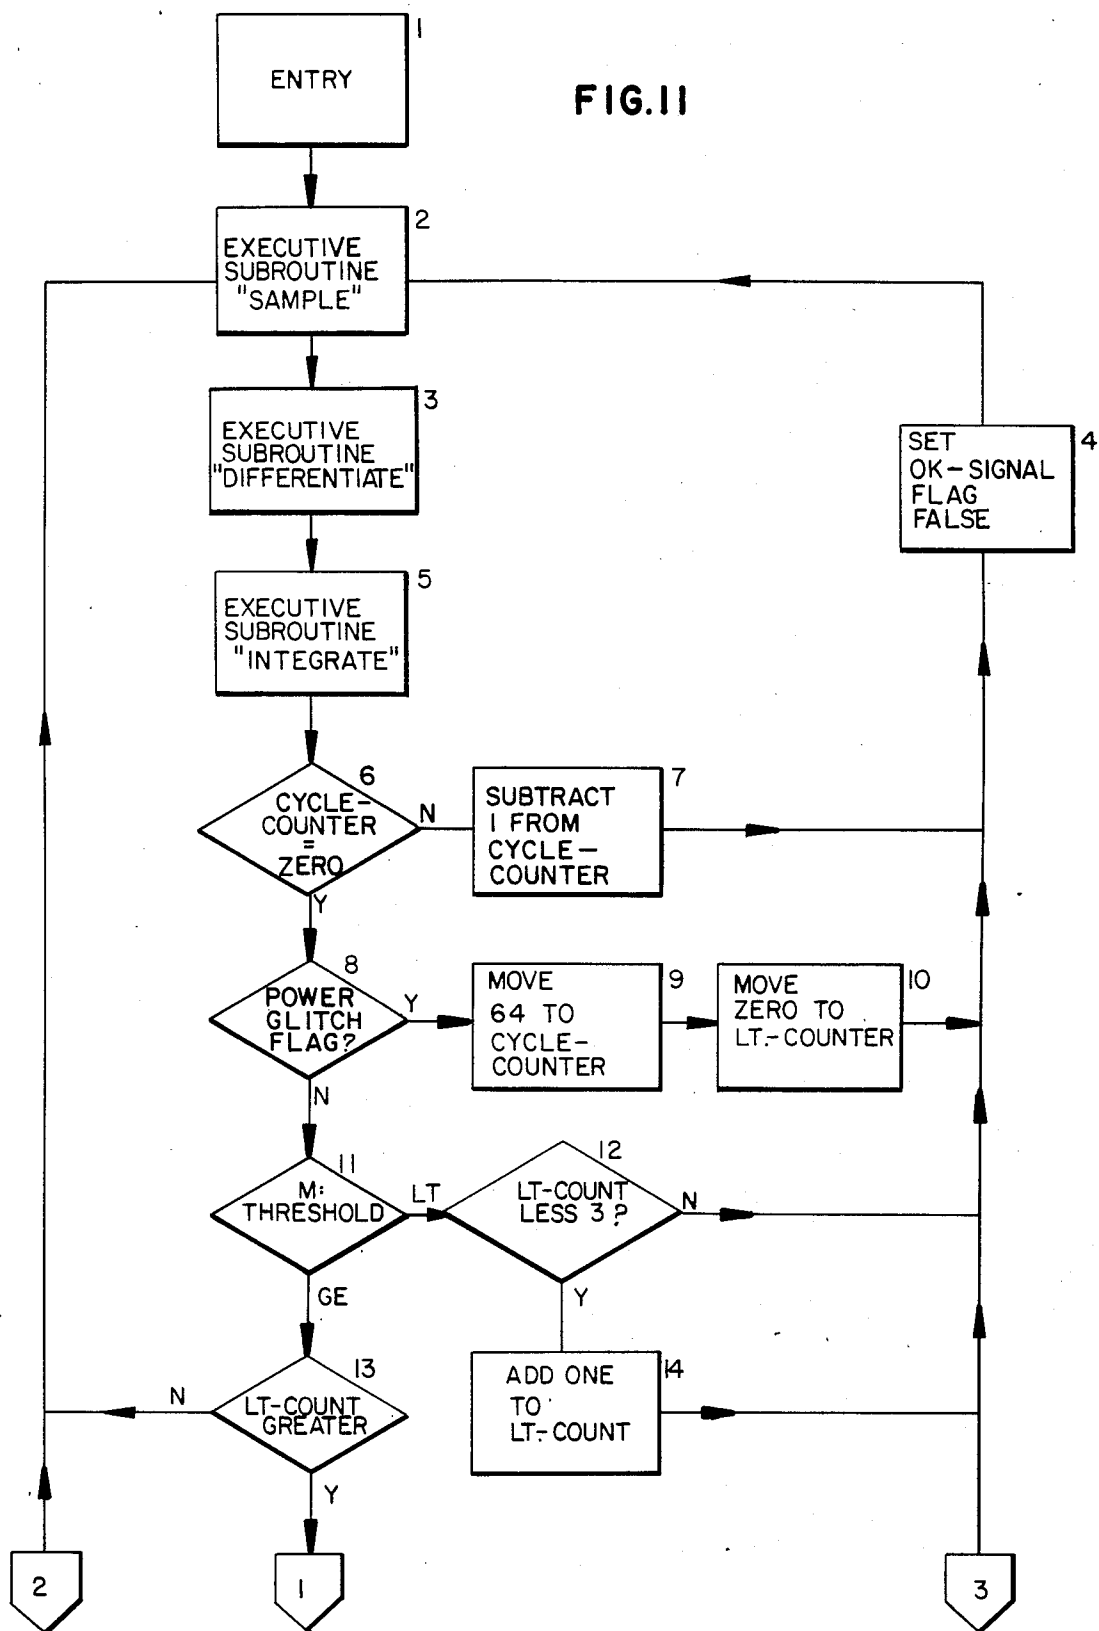 1
ENTRY
FIG.11
2
EXECUTIVE
SUBROUTINE
"SAMPLE"
3
EXECUTIVE
SUBROUTINE
"DIFFERENTIATE"
4
SET
OK-SIGNAL
FLAG
FALSE
5
EXECUTIVE
SUBROUTINE
"INTEGRATE"
6
CYCLE-
COUNTER
=
ZERO
N
Y
7
SUBTRACT
1 FROM
CYCLE-
COUNTER
8
POWER
GLITCH
FLAG?
Y
N
9
MOVE
64 TO
CYCLE-
COUNTER
10
MOVE
ZERO TO
LT.-COUNTER
11
M:
THRESHOLD
LT
GE
12
LT-COUNT
LESS 3?
N
Y
13
LT-COUNT
GREATER
N
Y
14
ADD ONE
TO
LT-COUNT
2
1
3